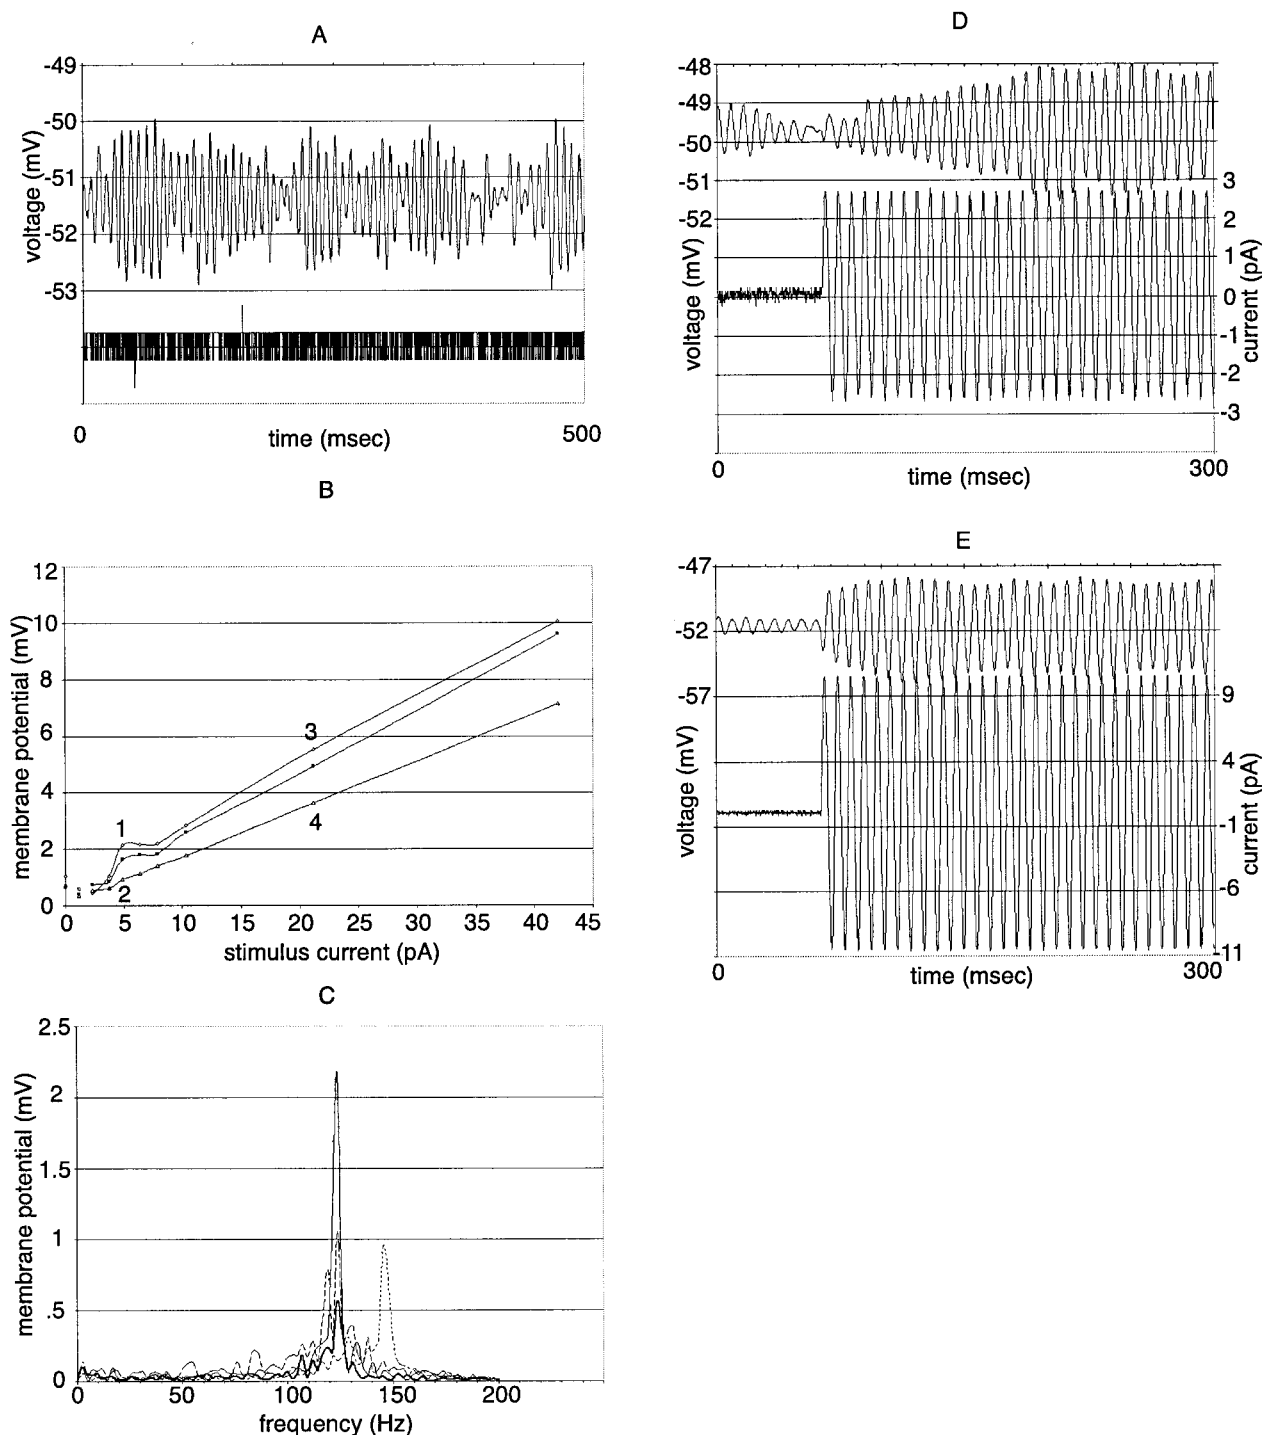 A
-49
-50
-51
-52
-53
voltage (mV)
0
500
time (msec)
B
12
10
8
6
4
2
0
membrane potential (mV)
1
2
3
4
0 5 10 15 20 25 30 35 40 45
stimulus current (pA)
C
2.5
2
1.5
1
.5
0
membrane potential (mV)
0 50 100 150 200
frequency (Hz)
D
-48
-49
-50
-51
-52
voltage (mV)
3
2
1
0
-1
-2
-3
current (pA)
0
300
time (msec)
E
-47
-52
-57
voltage (mV)
9
4
-1
-6
-11
current (pA)
0
300
time (msec)